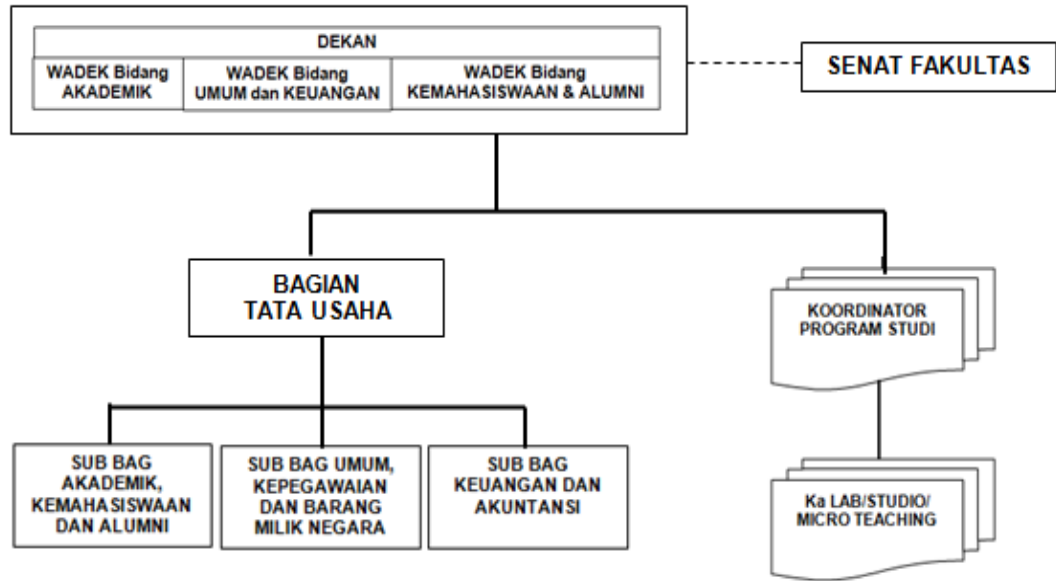 DEKAN
WADEK Bidang
AKADEMIK
WADEK Bidang
UMUM dan KEUANGAN
WADEK Bidang
KEMAHASISWAAN & ALUMNI
SENAT FAKULTAS
BAGIAN
TATA USAHA
KOORDINATOR
PROGRAM STUDI
SUB BAG
AKADEMIK,
KEMAHASISWAAN
DAN ALUMNI
SUB BAG UMUM,
KEPEGAWAIAN
DAN BARANG
MILIK NEGARA
SUB BAG
KEUANGAN DAN
AKUNTANSI
Ka LAB/STUDIO/
MICRO TEACHING